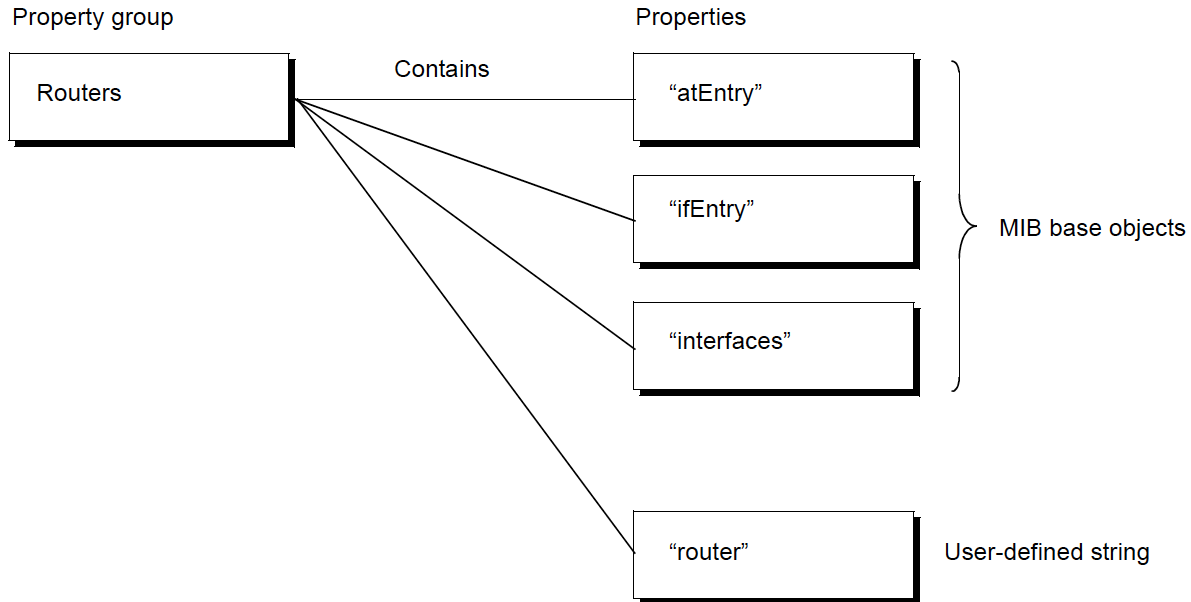 Property group
Properties
Routers
Contains
“atEntry”
“ifEntry”
MIB base objects
“interfaces”
“router”
User-defined string